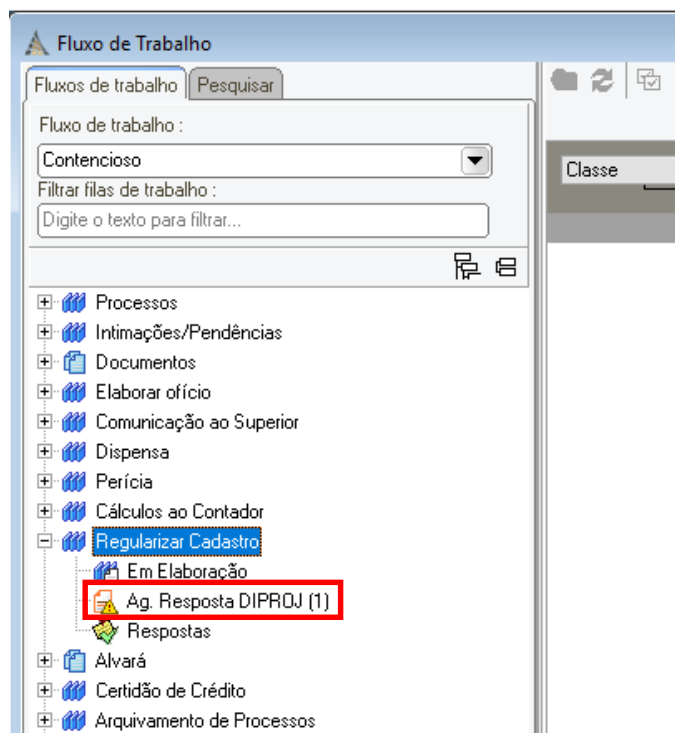 Fluxo de Trabalho
Fluxos de trabalho
Pesquisar
Fluxo de trabalho :
Contencioso
Filtrar filas de trabalho :
Digite o texto para filtrar...
Classe
Processos
Intimações/Pendências
Documentos
Elaborar ofício
Comunicação ao Superior
Dispensa
Perícia
Cálculos ao Contador
Regularizar Cadastro
Em Elaboração
Ag. Resposta DIPROJ (1)
Respostas
Alvará
Certidão de Crédito
Arquivamento de Processos